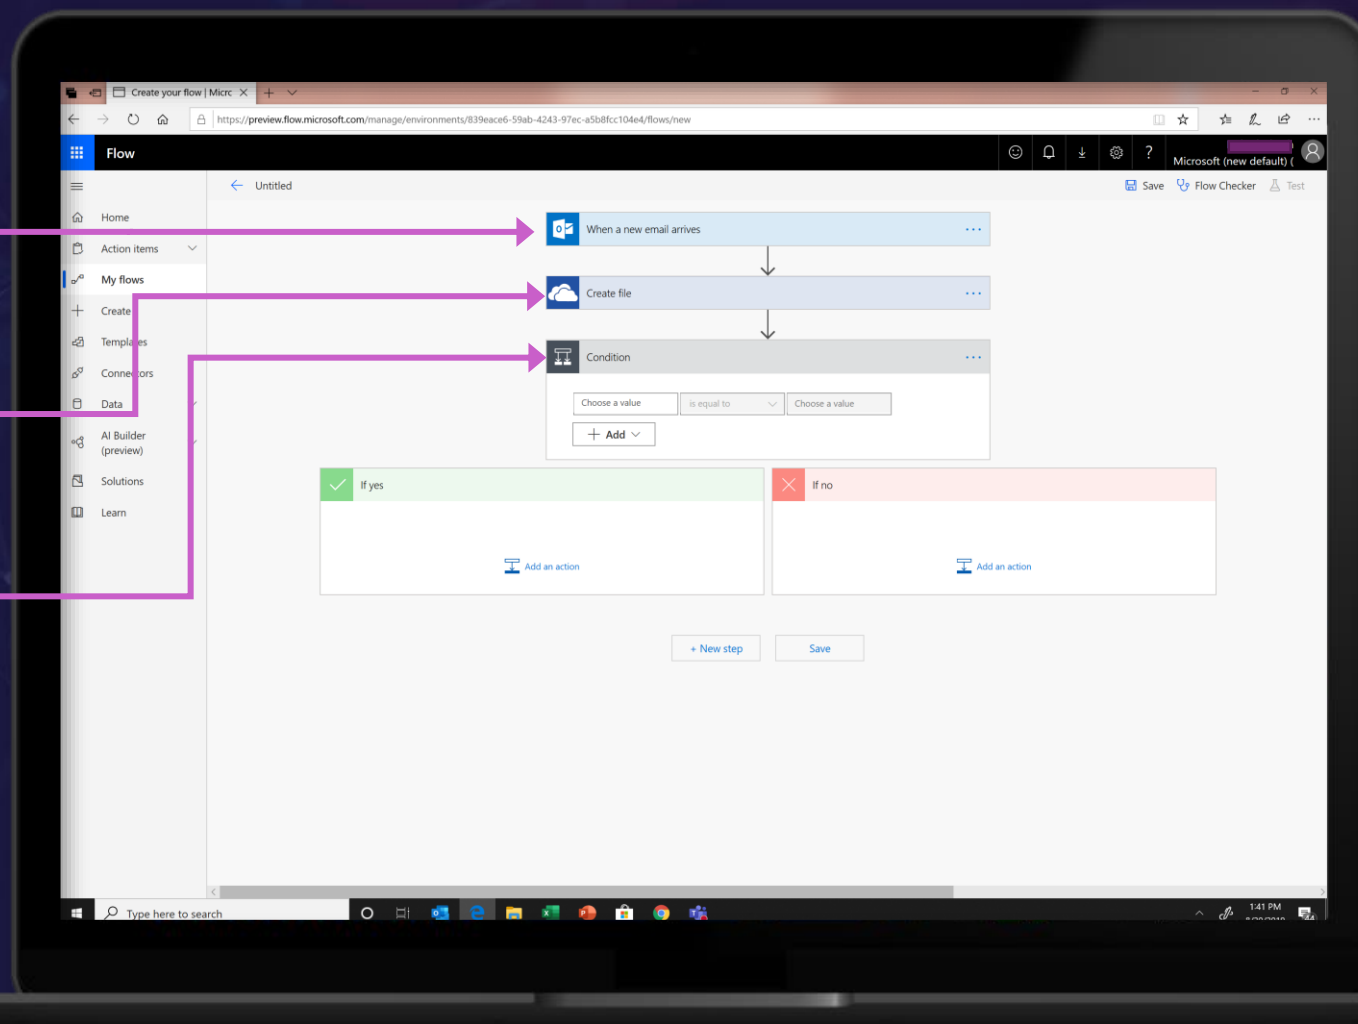 Create your flow | Micrc
https://preview.flow.microsoft.com/manage/environments/839eace6-59ab-4243-97ec-a5b8fcc104e4/flows/new
Flow
?
Microsoft (new default) (
Untitled
Save
Flow Checker
Test
Home
Action items
My flows
Create
Templates
Connectors
Data
AI Builder
(preview)
Solutions
Learn
When a new email arrives
Create file
Condition
Choose a value
is equal to
Choose a value
+ Add
If yes
If no
Add an action
Add an action
+ New step
Save
Type here to search
1:41 PM